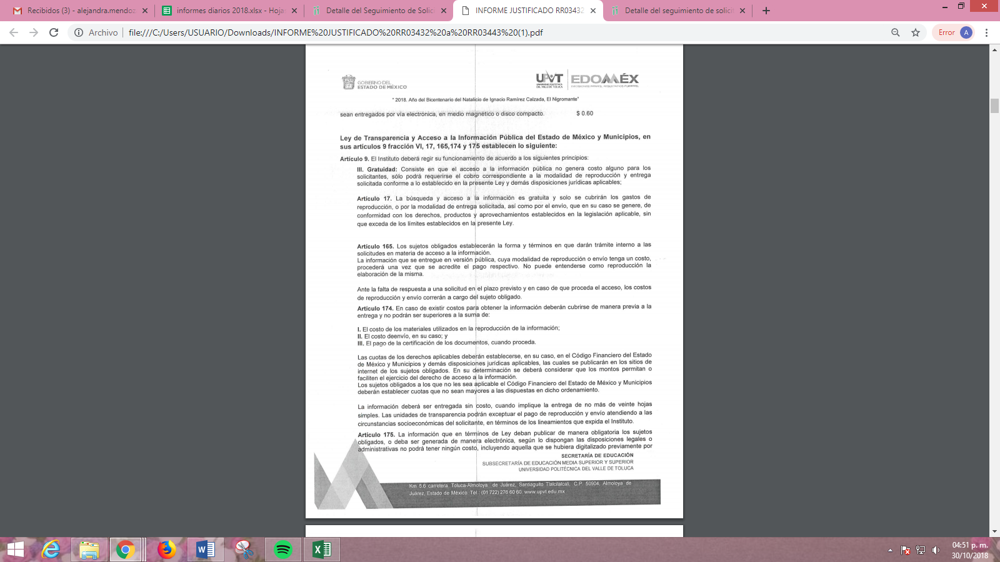 Recibidos (3) - alejandra.mendoz
informes diarios 2018.xlsx - Hoja
Detalle del Seguimiento de Solic
INFORME JUSTIFICADO RR03432
Detalle del seguimiento de solici
Archivo
file:///C:/Users/USUARIO/Downloads/INFORME%20JUSTIFICADO%20RR03432%20a%20RR03443%20(1).pdf
Error
A
GOBIERNO DEL
ESTADO DE MÉXICO
UPVT
UNIVERSIDAD POLITÉCNICA
DEL VALLE DE TOLUCA
EDOMÉX
" 2018. Año del Bicentenario del Natalicio de Ignacio Ramírez Calzada, El Nigromante"
sean entregados por vía electrónica, en medio magnético o disco compacto. $ 0.60
Ley de Transparencia y Acceso a la Información Pública del Estado de México y Municipios, en
sus artículos 9 fracción VI, 17, 165,174 y 175 establecen lo siguiente:
Artículo 9. El Instituto deberá regir su funcionamiento de acuerdo a los siguientes principios:
III. Gratuidad: Consiste en que el acceso a la información pública no genera costo alguno para los
solicitantes, sólo podrá requerirse el cobro correspondiente a la modalidad de reproducción y entrega
solicitada conforme a lo establecido en la presente Ley y demás disposiciones jurídicas aplicables;
Artículo 17. La búsqueda y acceso a la información es gratuita y solo se cubrirán los gastos de
reproducción, o por la modalidad de entrega solicitada, así como por el envío, que en su caso se genere, de
conformidad con los derechos, productos y aprovechamientos establecidos en la legislación aplicable, sin
que exceda de los límites establecidos en la presente Ley.
Artículo 165. Los sujetos obligados establecerán la forma y términos en que darán trámite interno a las
solicitudes en materia de acceso a la información.
La información que se entregue en versión pública, cuya modalidad de reproducción o envío tenga un costo,
procederá una vez que se acredite el pago respectivo. No puede entenderse como reproducción la
elaboración de la misma.
Ante la falta de respuesta a una solicitud en el plazo previsto y en caso de que proceda el acceso, los costos
de reproducción y envío correrán a cargo del sujeto obligado.
Artículo 174. En caso de existir costos para obtener la información deberán cubrirse de manera previa a la
entrega y no podrán ser superiores a la suma de:
I. El costo de los materiales utilizados en la reproducción de la información;
II. El costo deenvío, en su caso; y
III. El pago de la certificación de los documentos, cuando proceda.
Las cuotas de los derechos aplicables deberán establecerse, en su caso, en el Código Financiero del Estado
de México y Municipios y demás disposiciones jurídicas aplicables, las cuales se publicarán en los sitios de
internet de los sujetos obligados. En su determinación se deberá considerar que los montos permitan o
faciliten el ejercicio del derecho de acceso a la información.
Los sujetos obligados a los que no les sea aplicable el Código Financiero del Estado de México y Municipios
deberán establecer cuotas que no sean mayores a las dispuestas en dicho ordenamiento.
La información deberá ser entregada sin costo, cuando implique la entrega de no más de veinte hojas
simples. Las unidades de transparencia podrán exceptuar el pago de reproducción y envío atendiendo a las
circunstancias socioeconómicas del solicitante, en términos de los lineamientos que expida el Instituto.
Artículo 175. La información que en términos de Ley deban publicar de manera obligatoria los sujetos
obligados, o deba ser generada de manera electrónica, según lo dispongan las disposiciones legales o
administrativas no podrá tener ningún costo, incluyendo aquella que se hubiera digitalizado previamente por
SECRETARÍA DE EDUCACIÓN
SUBSECRETARÍA DE EDUCACIÓN MEDIA SUPERIOR Y SUPERIOR
UNIVERSIDAD POLITÉCNICA DEL VALLE DE TOLUCA
Km 5.6 carretera Toluca-Almoloya de Juárez, Santiaguito Tlalcilalcali, C.P. 50904, Almoloya de
Juárez, Estado de México. Tel.: (01 722) 276 60 60. www.upvt.edu.mx
04:51 p. m.
30/10/2018